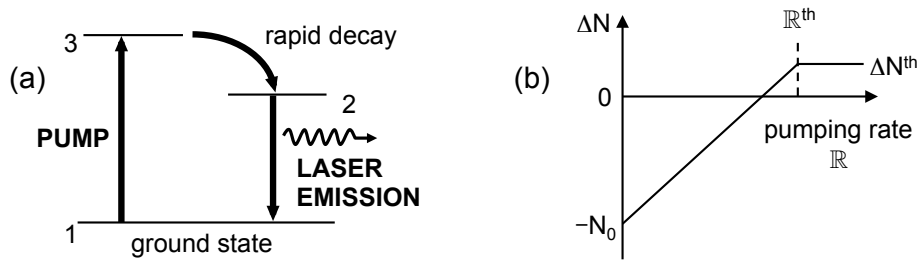 (a)
3
rapid decay
2
PUMP
LASER
EMISSION
1
ground state
(b)
ΔN
ℝth
ΔNth
0
pumping rate
ℝ
−N0